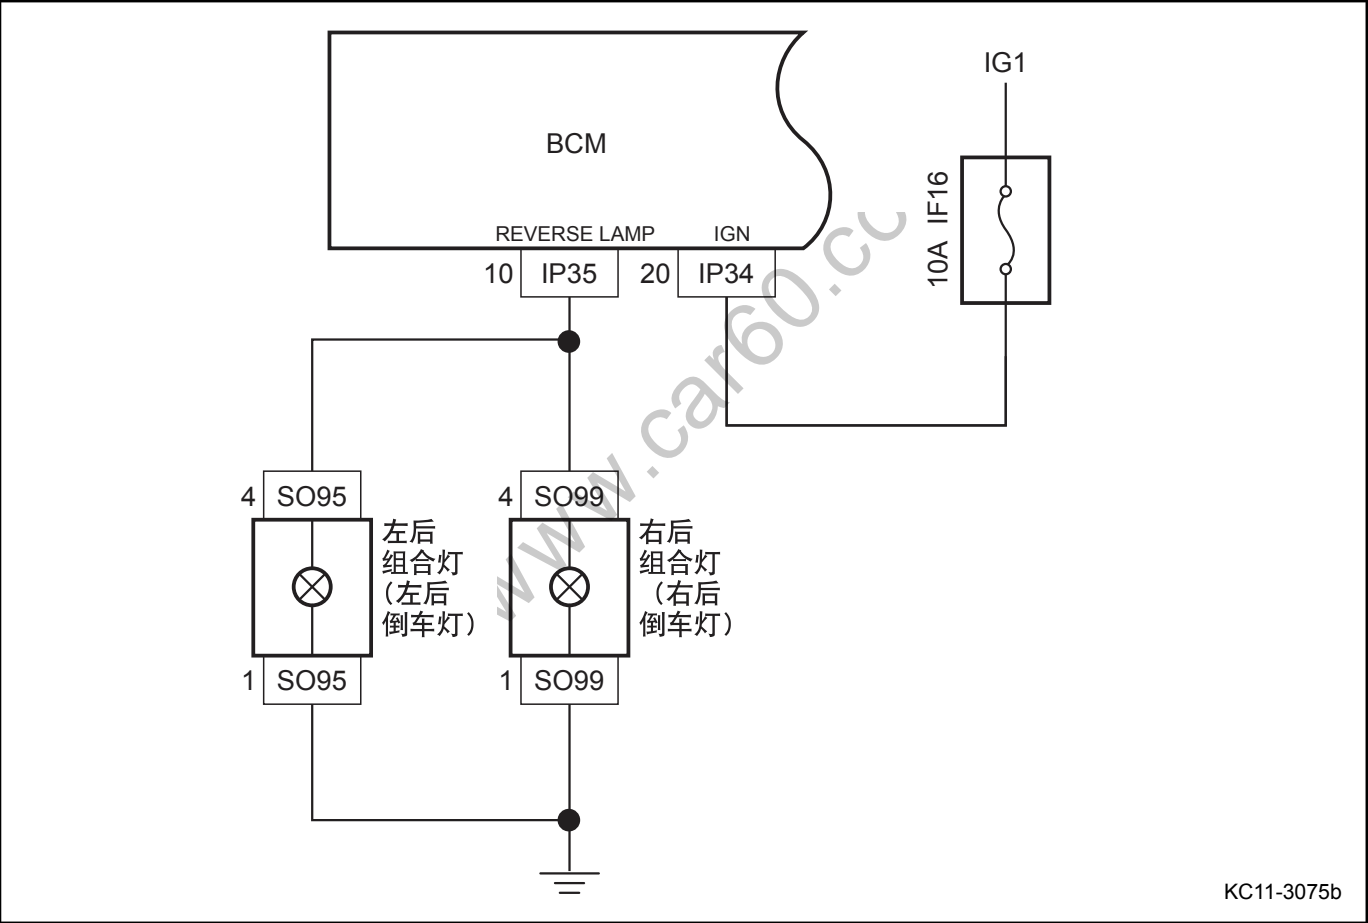 IG1
BCM
10A IF16
REVERSE LAMP
IGN
10
IP35
20
IP34
www.car60.co
4
SO95
4
SO99
左后
组合灯
（左后
倒车灯）
右后
组合灯
（右后
倒车灯）
1
SO95
1
SO99
KC11-3075b